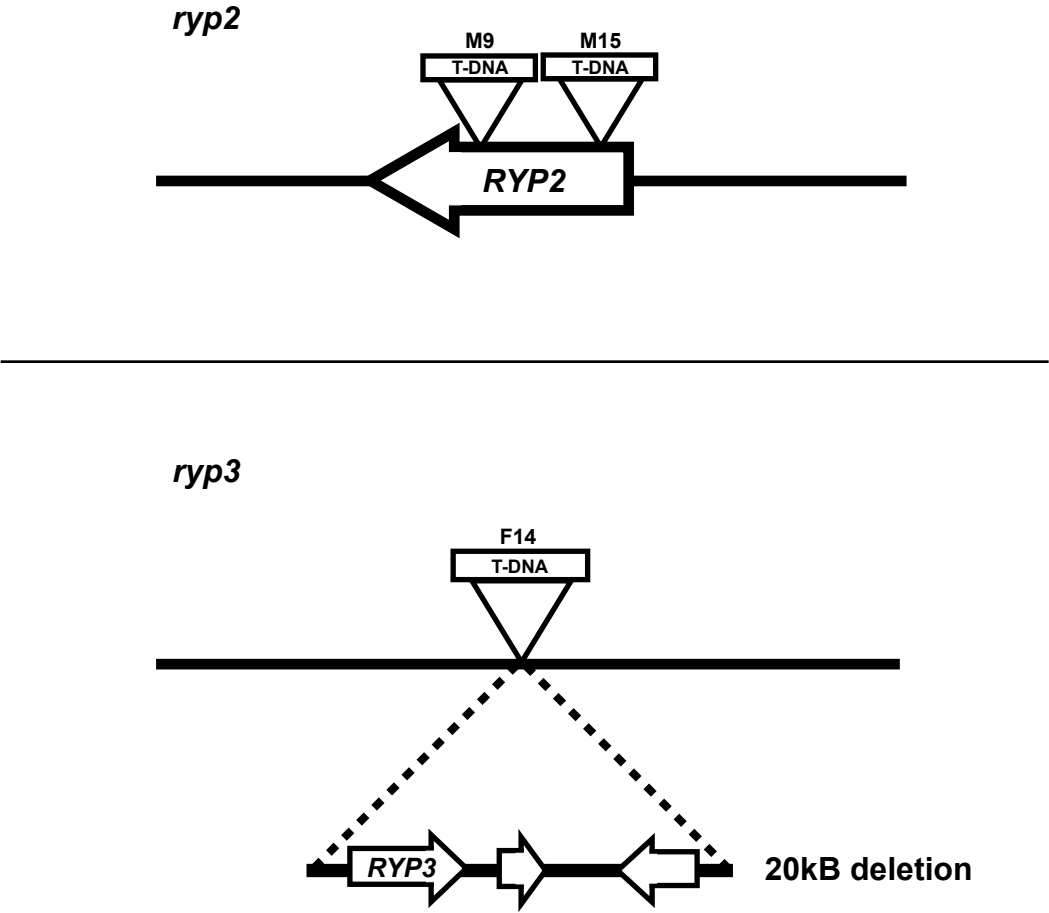 ryp2
M9 M15
T-DNA T-DNA
RYP2
ryp3
F14
T-DNA
RYP3 20kB deletion